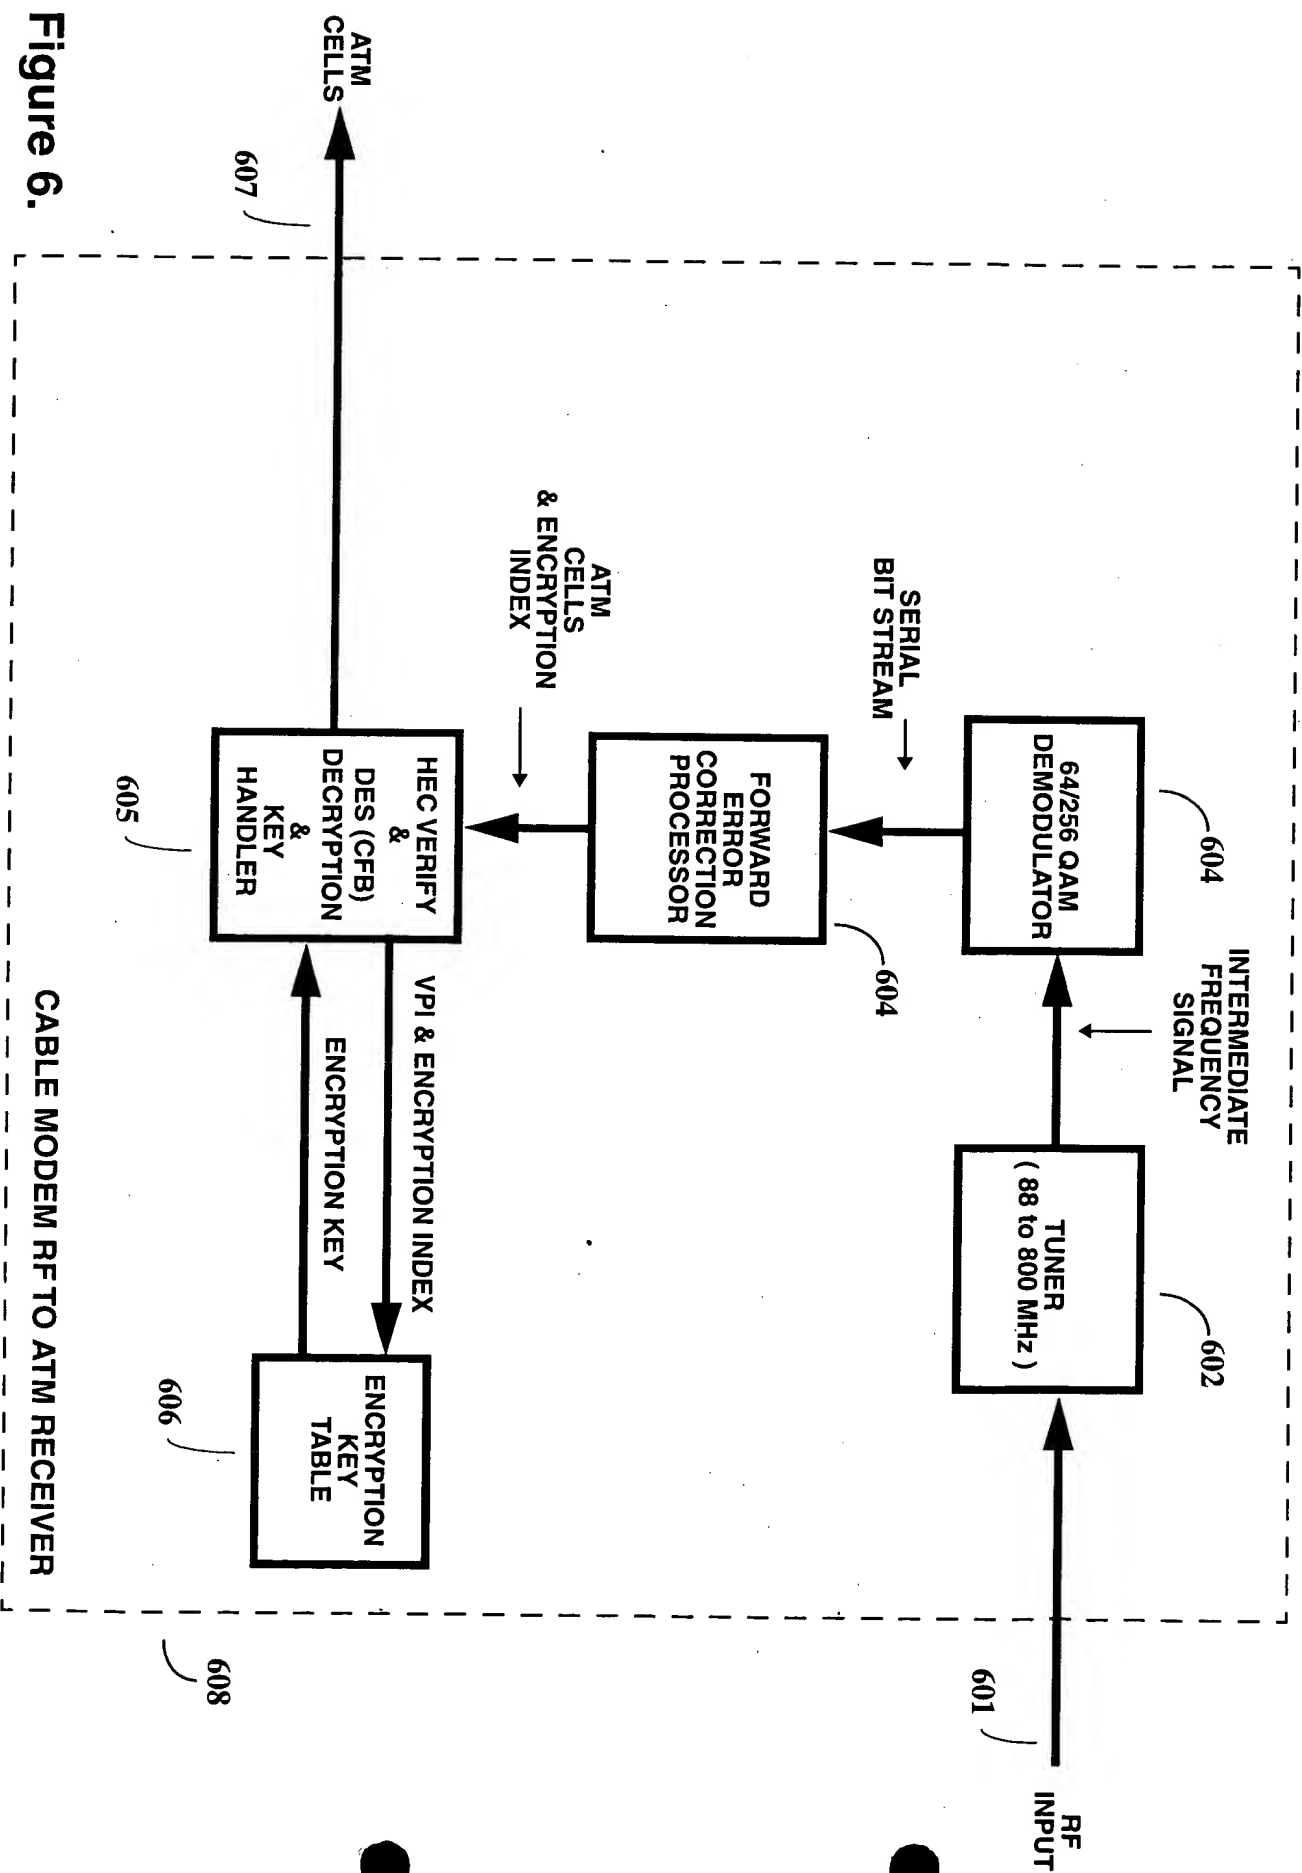 604
602
INTERMEDIATE
FREQUENCY
SIGNAL
64/256 QAM
DEMODULATOR
TUNER
( 88 to 800 MHz )
601
RF
INPUT
SERIAL
BIT STREAM
604
FORWARD
ERROR
CORRECTION
PROCESSOR
ATM
CELLS
& ENCRYPTION
INDEX
ATM
CELLS
607
HEC VERIFY
&
DES (CFB)
DECRYPTION
&
KEY
HANDLER
605
VPI & ENCRYPTION INDEX
ENCRYPTION KEY
ENCRYPTION
KEY
TABLE
606
608
CABLE MODEM RF TO ATM RECEIVER
Figure 6.